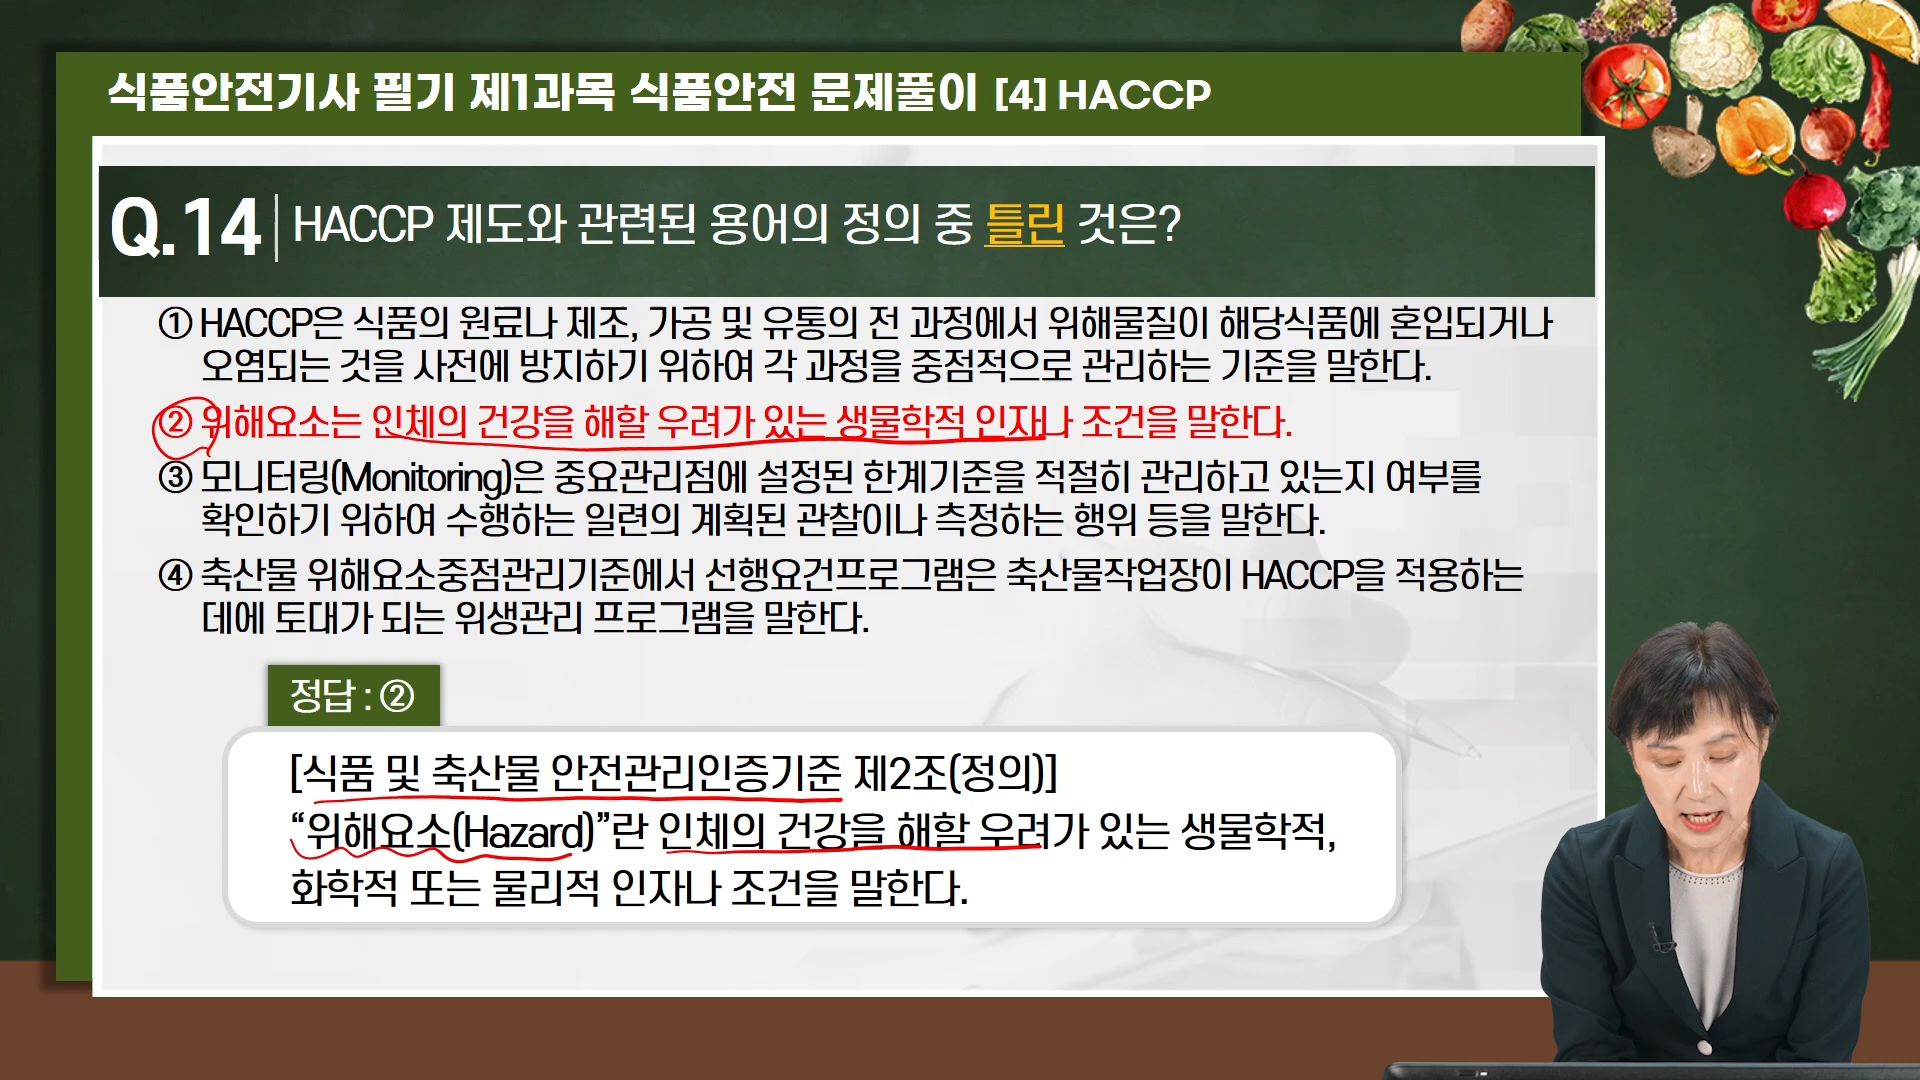 식품안전기사 필기 제1과목 식품안전 문제풀이 [4] HACCP
Q.14 HACCP 제도와 관련된 용어의 정의 중 틀린 것은?
① HACCP은 식품의 원료나 제조, 가공 및 유통의 전 과정에서 위해물질이 해당식품에 혼입되거나
오염되는 것을 사전에 방지하기 위하여 각 과정을 중점적으로 관리하는 기준을 말한다.
② 위해요소는 인체의 건강을 해할 우려가 있는 생물학적 인자나 조건을 말한다.
③ 모니터링(Monitoring)은 중요관리점에 설정된 한계기준을 적절히 관리하고 있는지 여부를
확인하기 위하여 수행하는 일련의 계획된 관찰이나 측정하는 행위 등을 말한다.
④ 축산물 위해요소중점관리기준에서 선행요건프로그램은 축산물작업장이 HACCP을 적용하는
데에 토대가 되는 위생관리 프로그램을 말한다.
정답 : ②
[식품 및 축산물 안전관리인증기준 제2조(정의)]
“위해요소(Hazard)”란 인체의 건강을 해할 우려가 있는 생물학적,
화학적 또는 물리적 인자나 조건을 말한다.